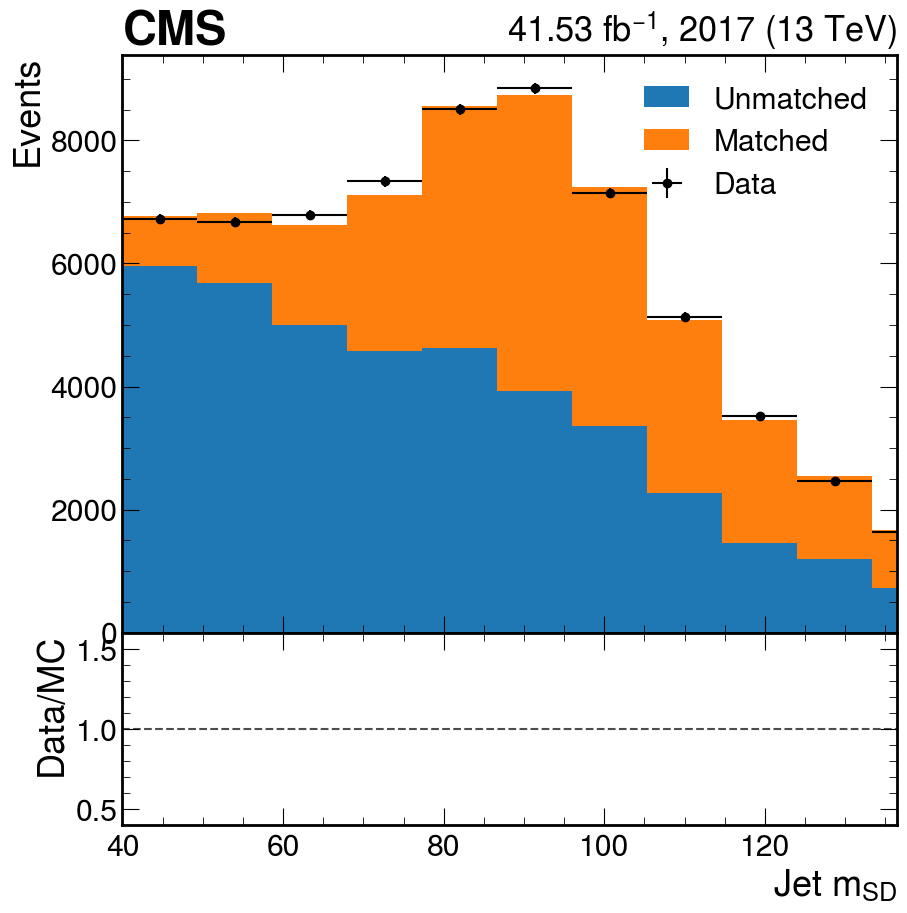 CMS 41.53 fb⁻¹, 2017 (13 TeV)
Events
8000
6000
4000
2000
0
Unmatched
Matched
Data
Data/MC
1.5
1.0
0.5
40 60 80 100 120
Jet m_SD